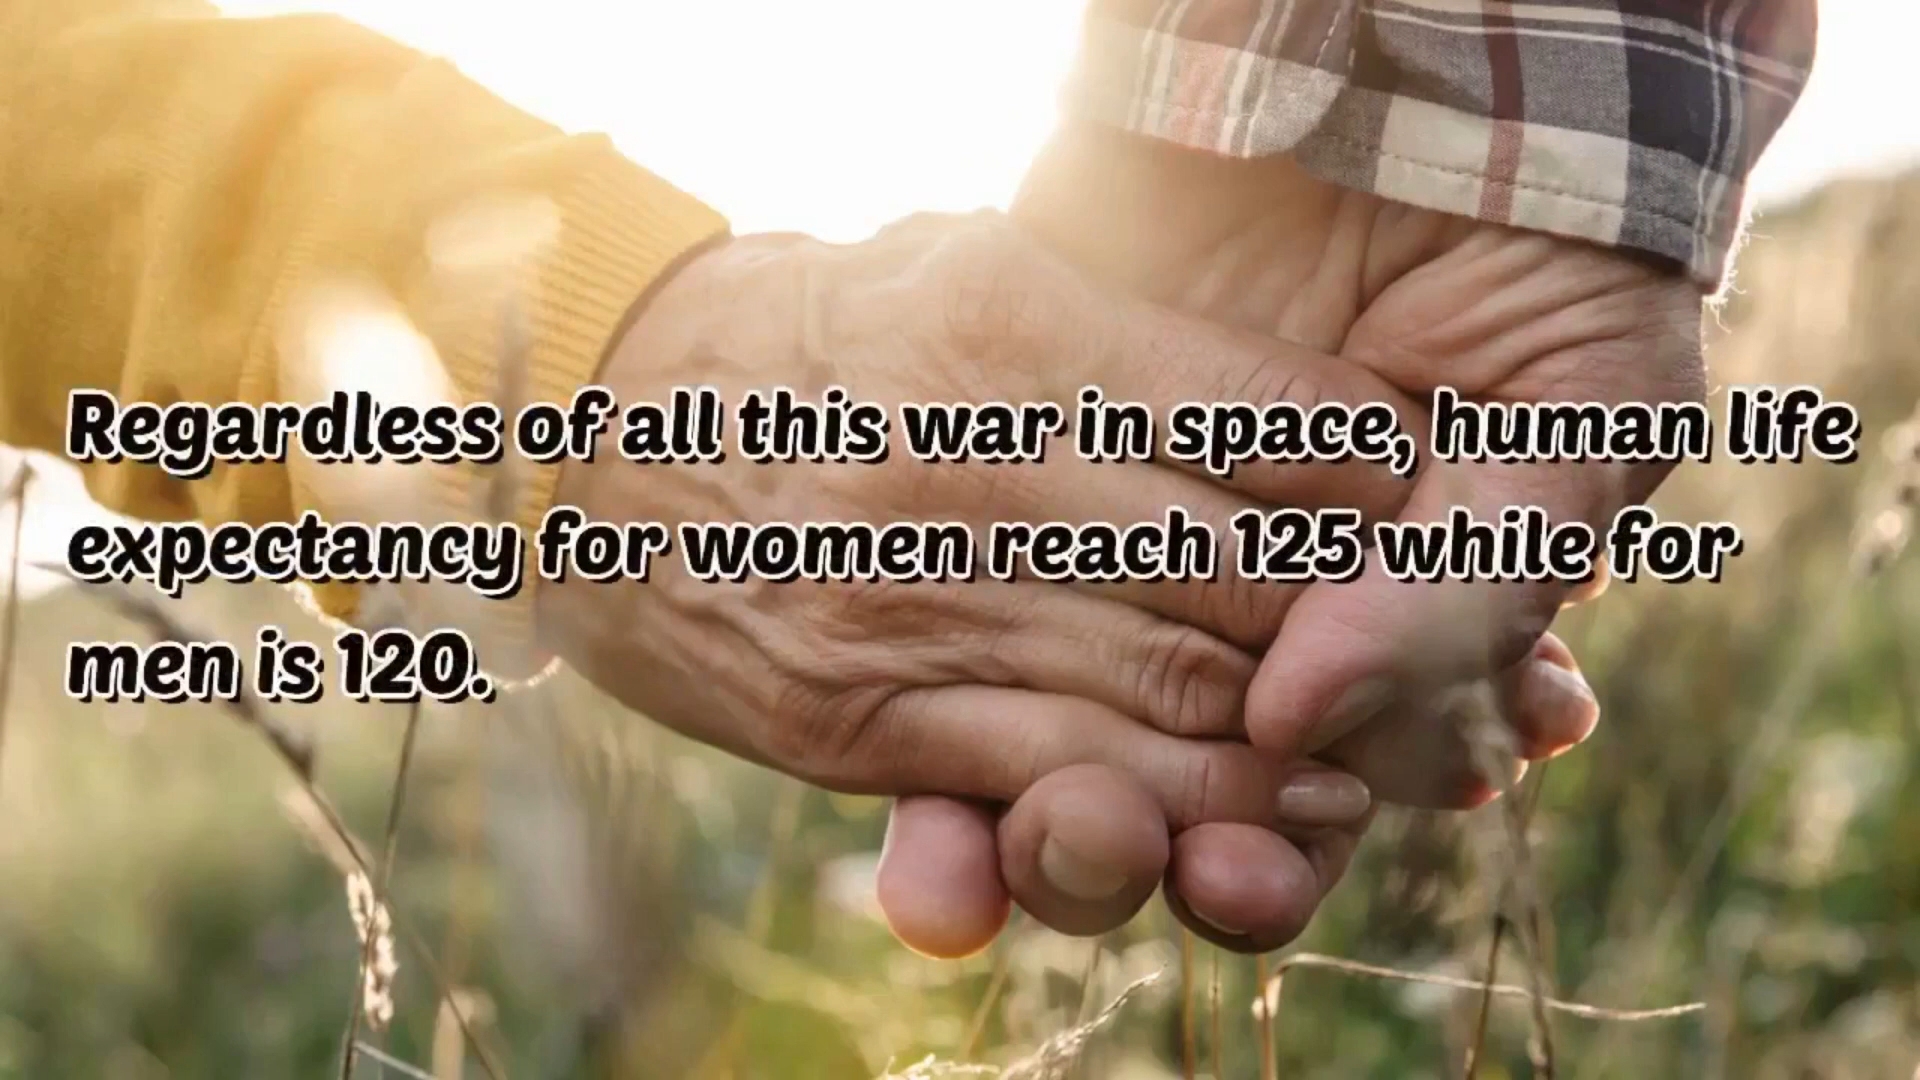 Regardless of all this war in space, human life
expectancy for women reach 125 while for
men is 120.